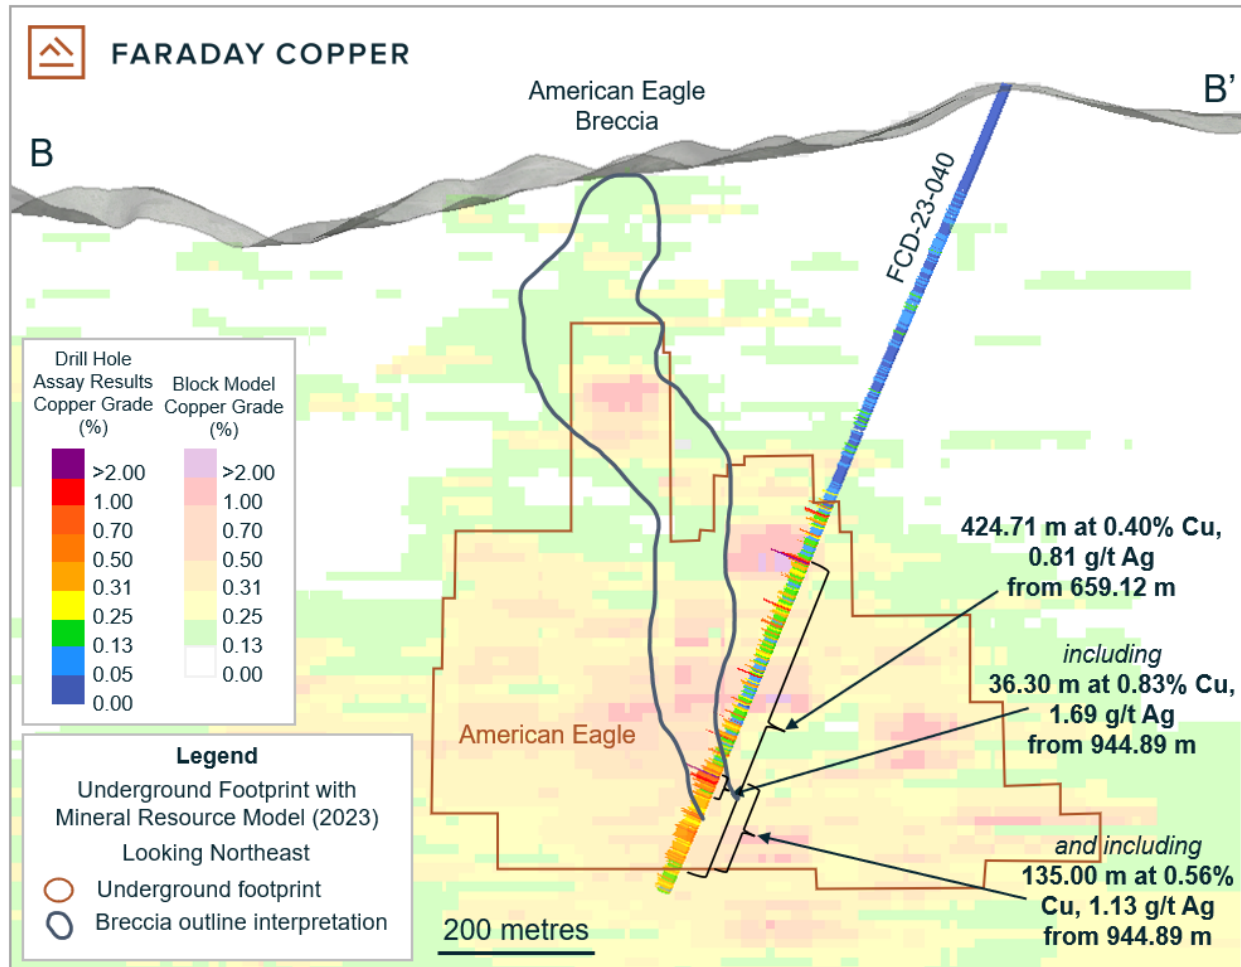 FARADAY COPPER
American Eagle
Breccia
B
B’
FCD-23-040
Drill Hole
Assay Results
Copper Grade
(%)
>2.00
1.00
0.70
0.50
0.31
0.25
0.13
0.05
0.00
Block Model
Copper Grade
(%)
>2.00
1.00
0.70
0.50
0.31
0.25
0.13
0.00
424.71 m at 0.40% Cu,
0.81 g/t Ag
from 659.12 m
including
36.30 m at 0.83% Cu,
1.69 g/t Ag
from 944.89 m
and including
135.00 m at 0.56%
Cu, 1.13 g/t Ag
from 944.89 m
American Eagle
Legend
Underground Footprint with
Mineral Resource Model (2023)
Looking Northeast
Underground footprint
Breccia outline interpretation
200 metres